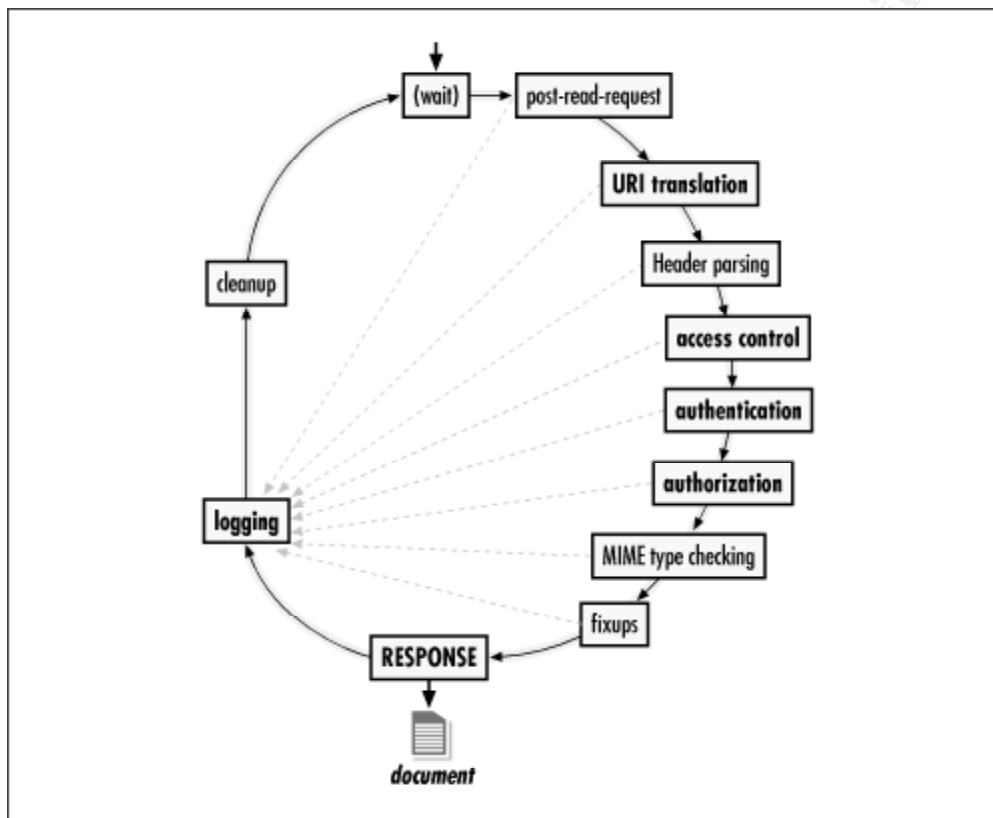 (wait)
post-read-request
URI translation
Header parsing
access control
authentication
authorization
MIME type checking
fixups
RESPONSE
document
logging
cleanup